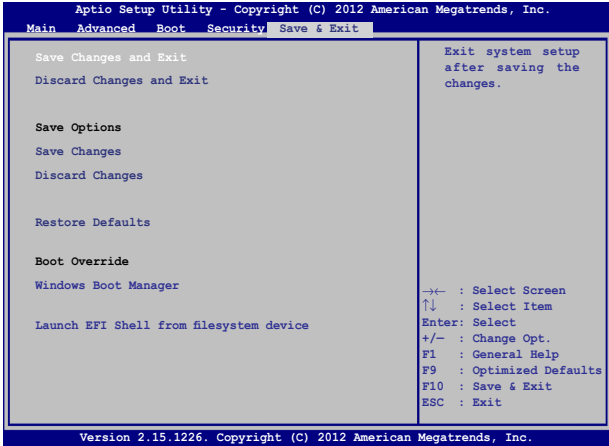 Aptio Setup Utility - Copyright (C) 2012 American Megatrends, Inc.
Main Advanced Boot Security Save & Exit
Save Changes and Exit
Discard Changes and Exit
Save Options
Save Changes
Discard Changes
Restore Defaults
Boot Override
Windows Boot Manager
Launch EFI Shell from filesystem device
Exit system setup
after saving the
changes.
→← : Select Screen
↑↓ : Select Item
Enter: Select
+/— : Change Opt.
F1 : General Help
F9 : Optimized Defaults
F10 : Save & Exit
ESC : Exit
Version 2.15.1226. Copyright (C) 2012 American Megatrends, Inc.